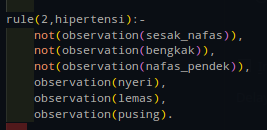 rule(2,hipertensi):-
not(observation(sesak_nafas)),
not(observation(bengkak)),
not(observation(nafas_pendek)),
observation(nyeri),
observation(lemas),
observation(pusing).